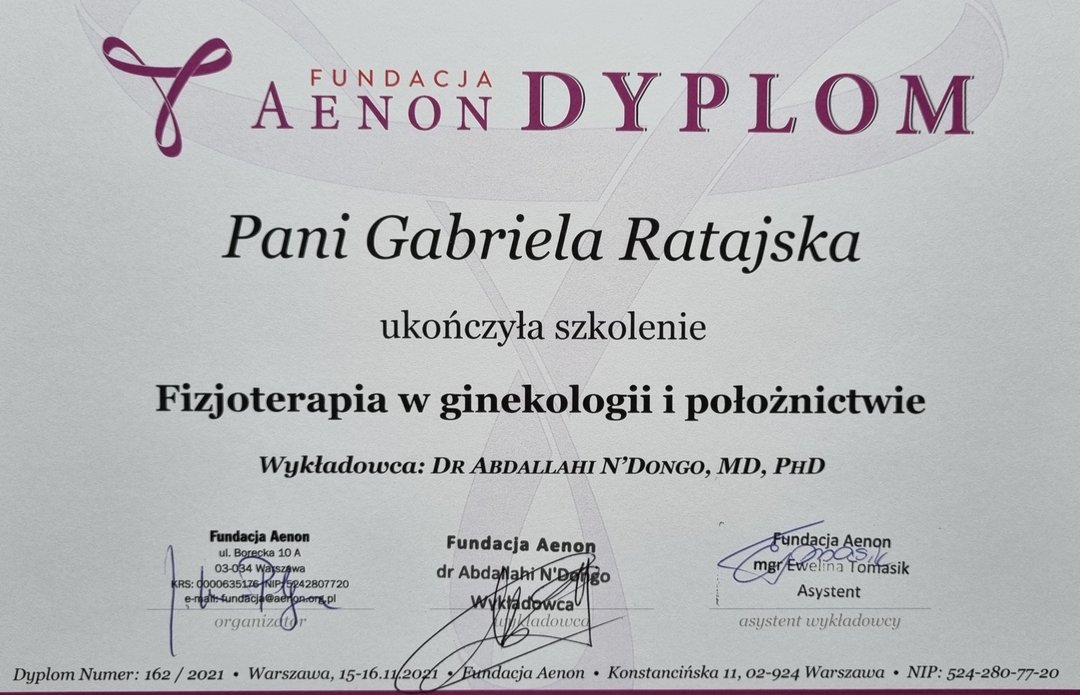 FUNDACJA
AENON DYPLOM
Pani Gabriela Ratajska
ukończyła szkolenie
Fizjoterapia w ginekologii i położnictwie
Wykładowca: DR ABDALLAHI N'DONGO, MD, PHD
Fundacja Aenon
ul. Borecka 10 A
03-034 Warszawa
KRS: 0000635176 NIP: 5242807720
e-mail: fundacja@aenon.org.pl
organizator
Fundacja Aenon
dr Abdallahi N'Dongo
Wykładowca
wykładowca
Fundacja Aenon
mgr Ewelina Tomasik
Asystent
asystent wykładowcy
Dyplom Numer: 162 / 2021 • Warszawa, 15-16.11.2021 • Fundacja Aenon • Konstancińska 11, 02-924 Warszawa • NIP: 524-280-77-20